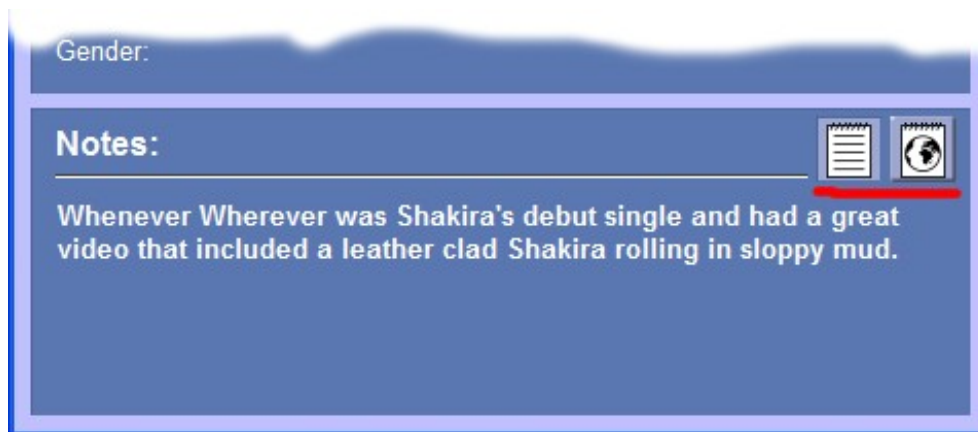 Gender:
Notes:
Whenever Wherever was Shakira's debut single and had a great
video that included a leather clad Shakira rolling in sloppy mud.